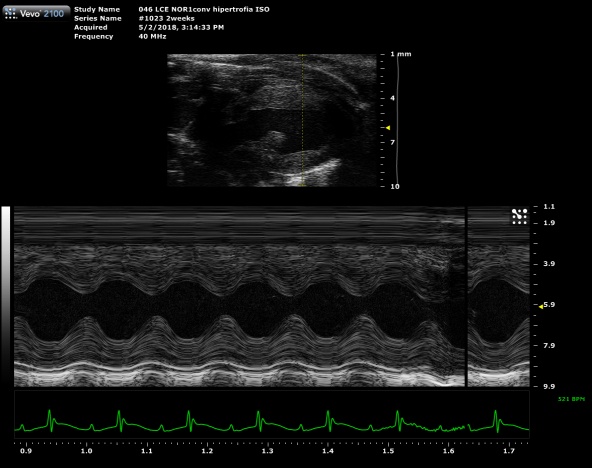 Vevo 2100
Study Name 046 LCE NOR1conv hipertrofia ISO
Series Name #1023 2weeks
Acquired 5/2/2018, 3:14:33 PM
Frequency 40 MHz
1 mm
4
7
10
1.1
1.9
3.9
5.9
7.9
9.9
521 BPM
0.9 1.0 1.1 1.2 1.3 1.4 1.5 1.6 1.7